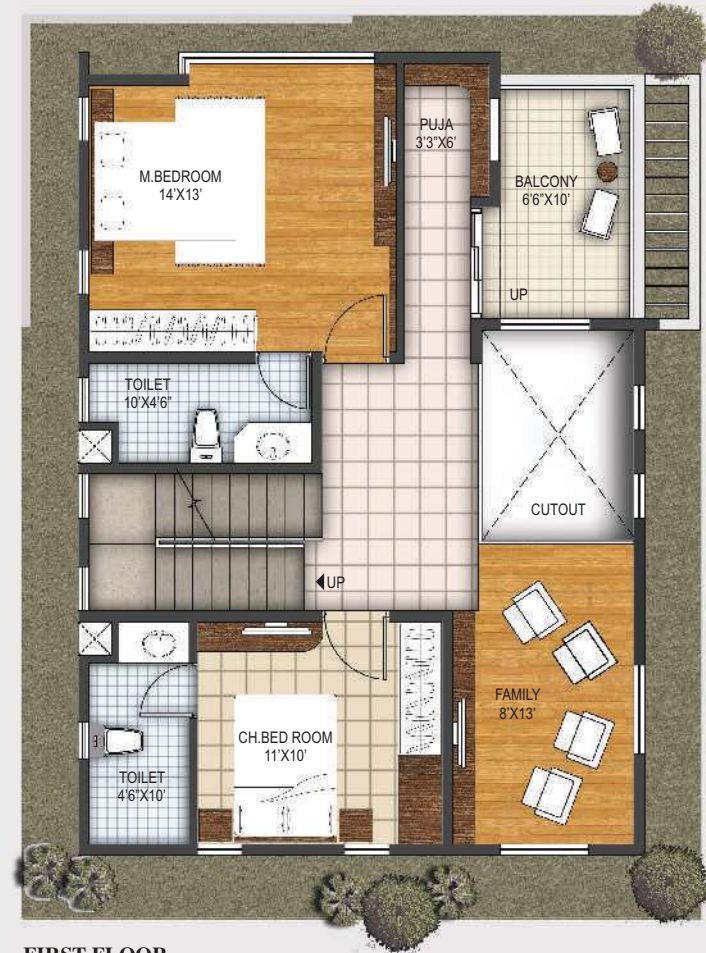 M.BEDROOM
14'X13'
PUJA
3'3"X6'
BALCONY
6'6"X10'
UP
TOILET
10'X4'6"
CUTOUT
UP
FAMILY
8'X13'
CH.BED ROOM
11'X10'
TOILET
4'6"X10'
FIRST FLOOR